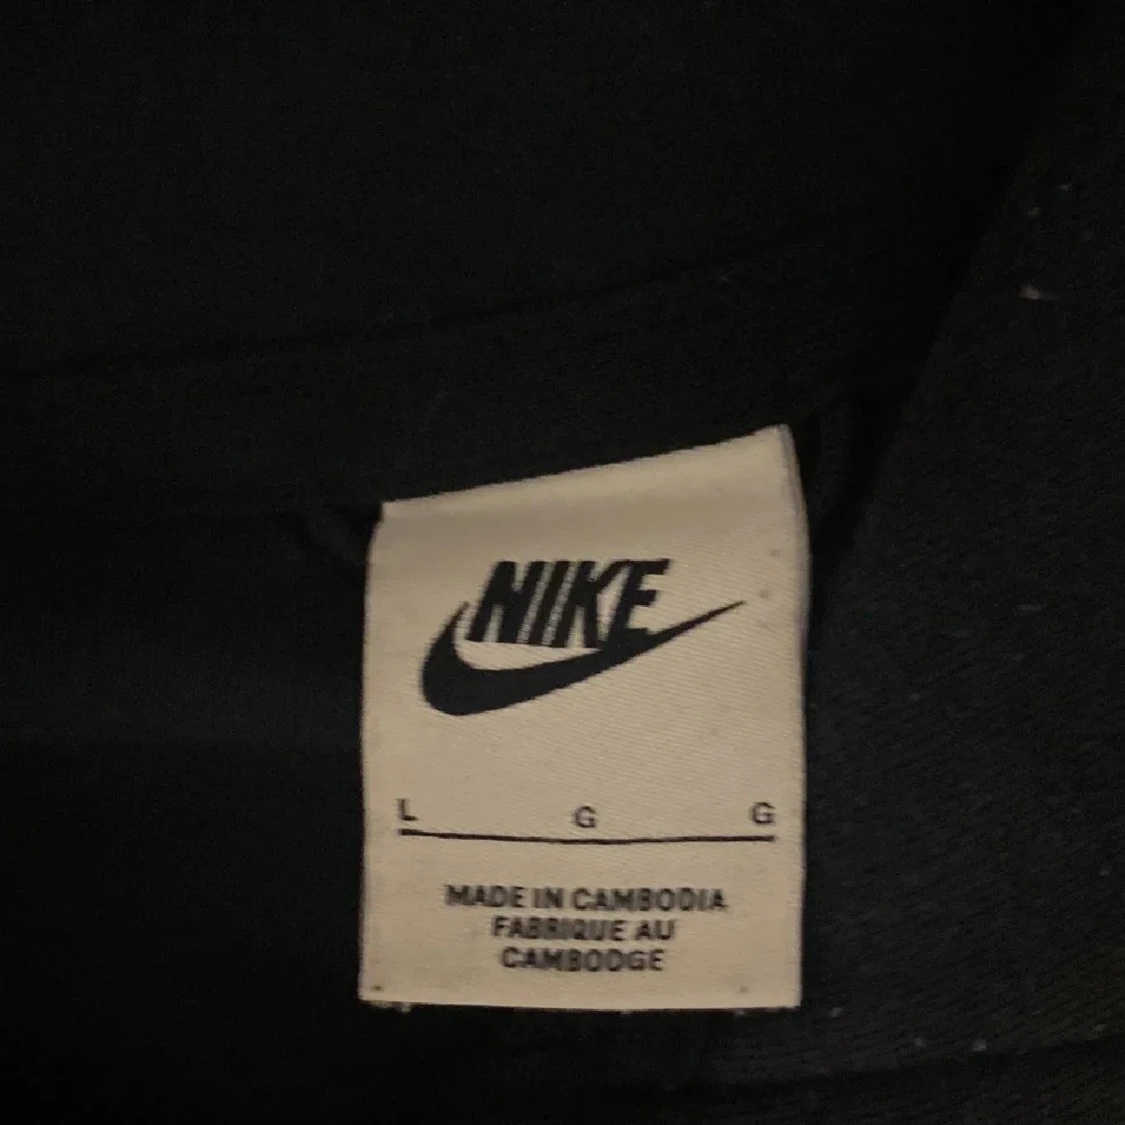 NIKE
L G G
MADE IN CAMBODIA
FABRIQUE AU
CAMBODGE